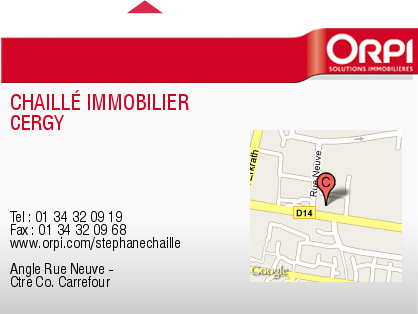 ORPI
SOLUTIONS IMMOBILIÈRES
CHAILLÉ IMMOBILIER
CERGY
Rue Neuve
C
D14
Google
Tel : 01 34 32 09 19
Fax : 01 34 32 09 68
www.orpi.com/stephanechaille
Angle Rue Neuve -
Ctre Co. Carrefour